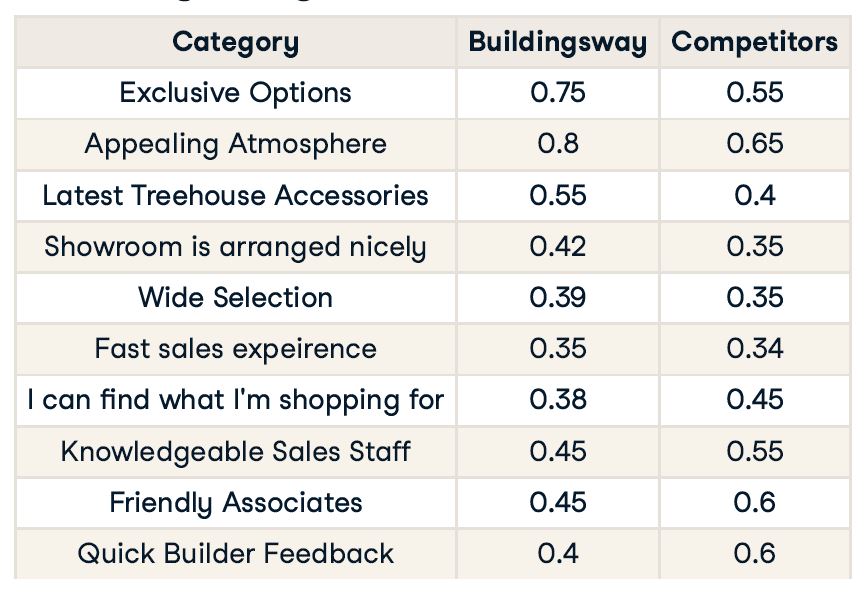 Category Buildingsway Competitors
Exclusive Options 0.75 0.55
Appealing Atmosphere 0.8 0.65
Latest Treehouse Accessories 0.55 0.4
Showroom is arranged nicely 0.42 0.35
Wide Selection 0.39 0.35
Fast sales expeirence 0.35 0.34
I can find what I'm shopping for 0.38 0.45
Knowledgeable Sales Staff 0.45 0.55
Friendly Associates 0.45 0.6
Quick Builder Feedback 0.4 0.6